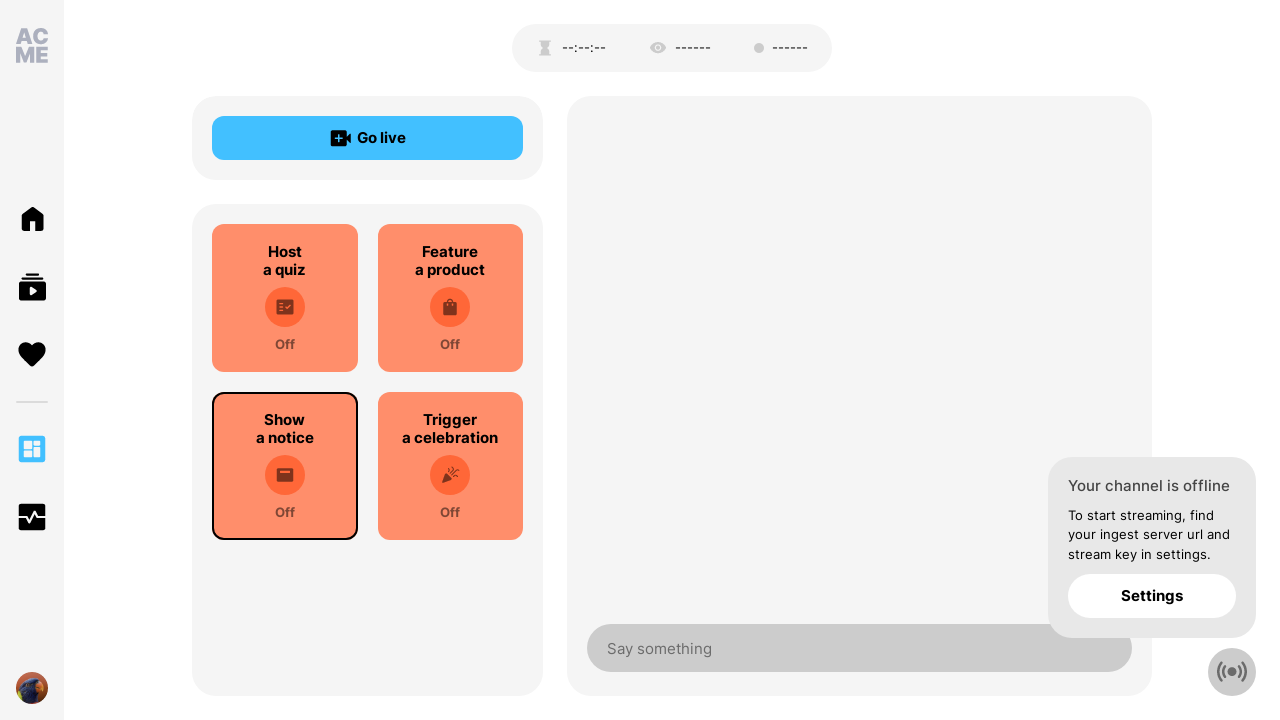 AC
ME
--:--:--
------
------
Go live
Host
a quiz
Off
Feature
a product
Off
Show
a notice
Off
Trigger
a celebration
Off
Say something
Your channel is offline
To start streaming, find
your ingest server url and
stream key in settings.
Settings